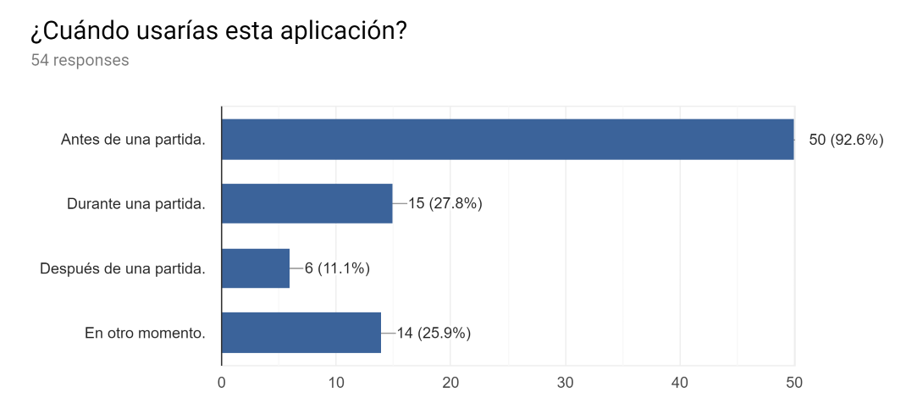 ¿Cuándo usarías esta aplicación?
54 responses
Antes de una partida.
50 (92.6%)
Durante una partida.
15 (27.8%)
Después de una partida.
6 (11.1%)
En otro momento.
14 (25.9%)
0 10 20 30 40 50